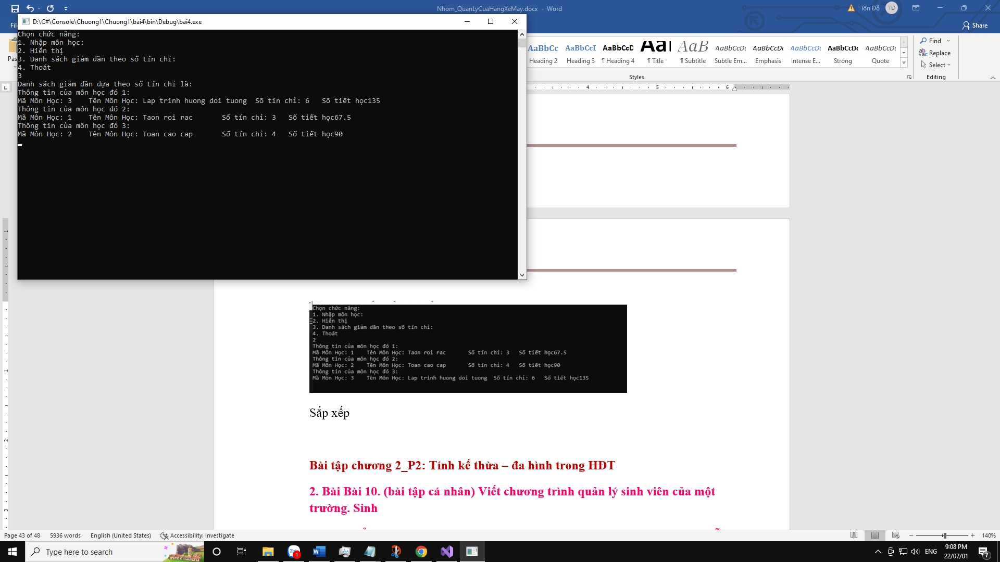 Nhom_QuanLyCuaHangXeMay.docx - Word
Tôn Đỗ
TĐ
Share
D:\C#\Console\Chuong1\Chuong1\bai4\bin\Debug\bai4.exe
Chọn chức năng:
1. Nhập môn học:
2. Hiển thị
3. Danh sách giảm dần theo số tín chỉ:
4. Thoát
3
Danh sách giảm dần dựa theo số tín chỉ là:
Thông tin của môn học đó 1:
Mã Môn Học: 3 Tên Môn Học: Lap trinh huong doi tuong Số tín chỉ: 6 Số tiết học135
Thông tin của môn học đó 2:
Mã Môn Học: 1 Tên Môn Học: Taon roi rac Số tín chỉ: 3 Số tiết học67.5
Thông tin của môn học đó 3:
Mã Môn Học: 2 Tên Môn Học: Toan cao cap Số tín chỉ: 4 Số tiết học90
AaBbCc AaBbCcI AaBbCcD AaI AaB AaBbCcDc AaBbCcDc AaBbCcDc AaBbCcDc AaBbCcDc
Heading 2 Heading 3 ¶ Heading 4 ¶ Title ¶ Subtitle Subtle Em... Emphasis Intense E... Strong Quote
Styles
Find
Replace
Select
Editing
4 5 6
Chọn chức năng:
1. Nhập môn học:
2. Hiển thị
3. Danh sách giảm dần theo số tín chỉ:
4. Thoát
2
Thông tin của môn học đó 1:
Mã Môn Học: 1 Tên Môn Học: Taon roi rac Số tín chỉ: 3 Số tiết học67.5
Thông tin của môn học đó 2:
Mã Môn Học: 2 Tên Môn Học: Toan cao cap Số tín chỉ: 4 Số tiết học90
Thông tin của môn học đó 3:
Mã Môn Học: 3 Tên Môn Học: Lap trinh huong doi tuong Số tín chỉ: 6 Số tiết học135
Sắp xếp
Bài tập chương 2_P2: Tính kế thừa – đa hình trong HĐT
2. Bài Bài 10. (bài tập cá nhân) Viết chương trình quản lý sinh viên của một
trường. Sinh
Page 43 of 48 5936 words English (United States) Accessibility: Investigate
140%
Type here to search
1
ENG
9:08 PM
22/07/01
7